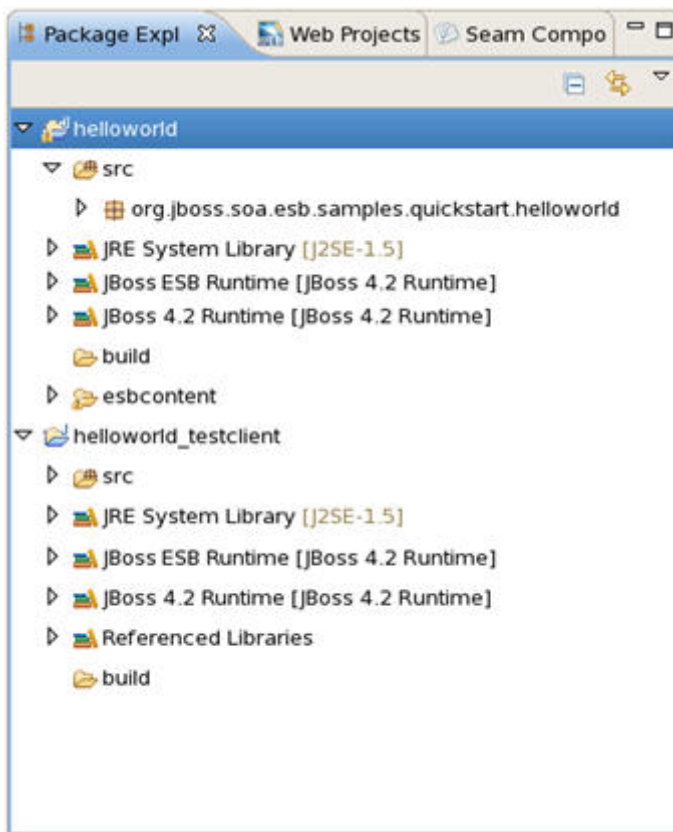 Package Expl Web Projects Seam Compo
helloworld
src
org.jboss.soa.esb.samples.quickstart.helloworld
JRE System Library [J2SE-1.5]
JBoss ESB Runtime [JBoss 4.2 Runtime]
JBoss 4.2 Runtime [JBoss 4.2 Runtime]
build
esbcontent
helloworld_testclient
src
JRE System Library [J2SE-1.5]
JBoss ESB Runtime [JBoss 4.2 Runtime]
JBoss 4.2 Runtime [JBoss 4.2 Runtime]
Referenced Libraries
build